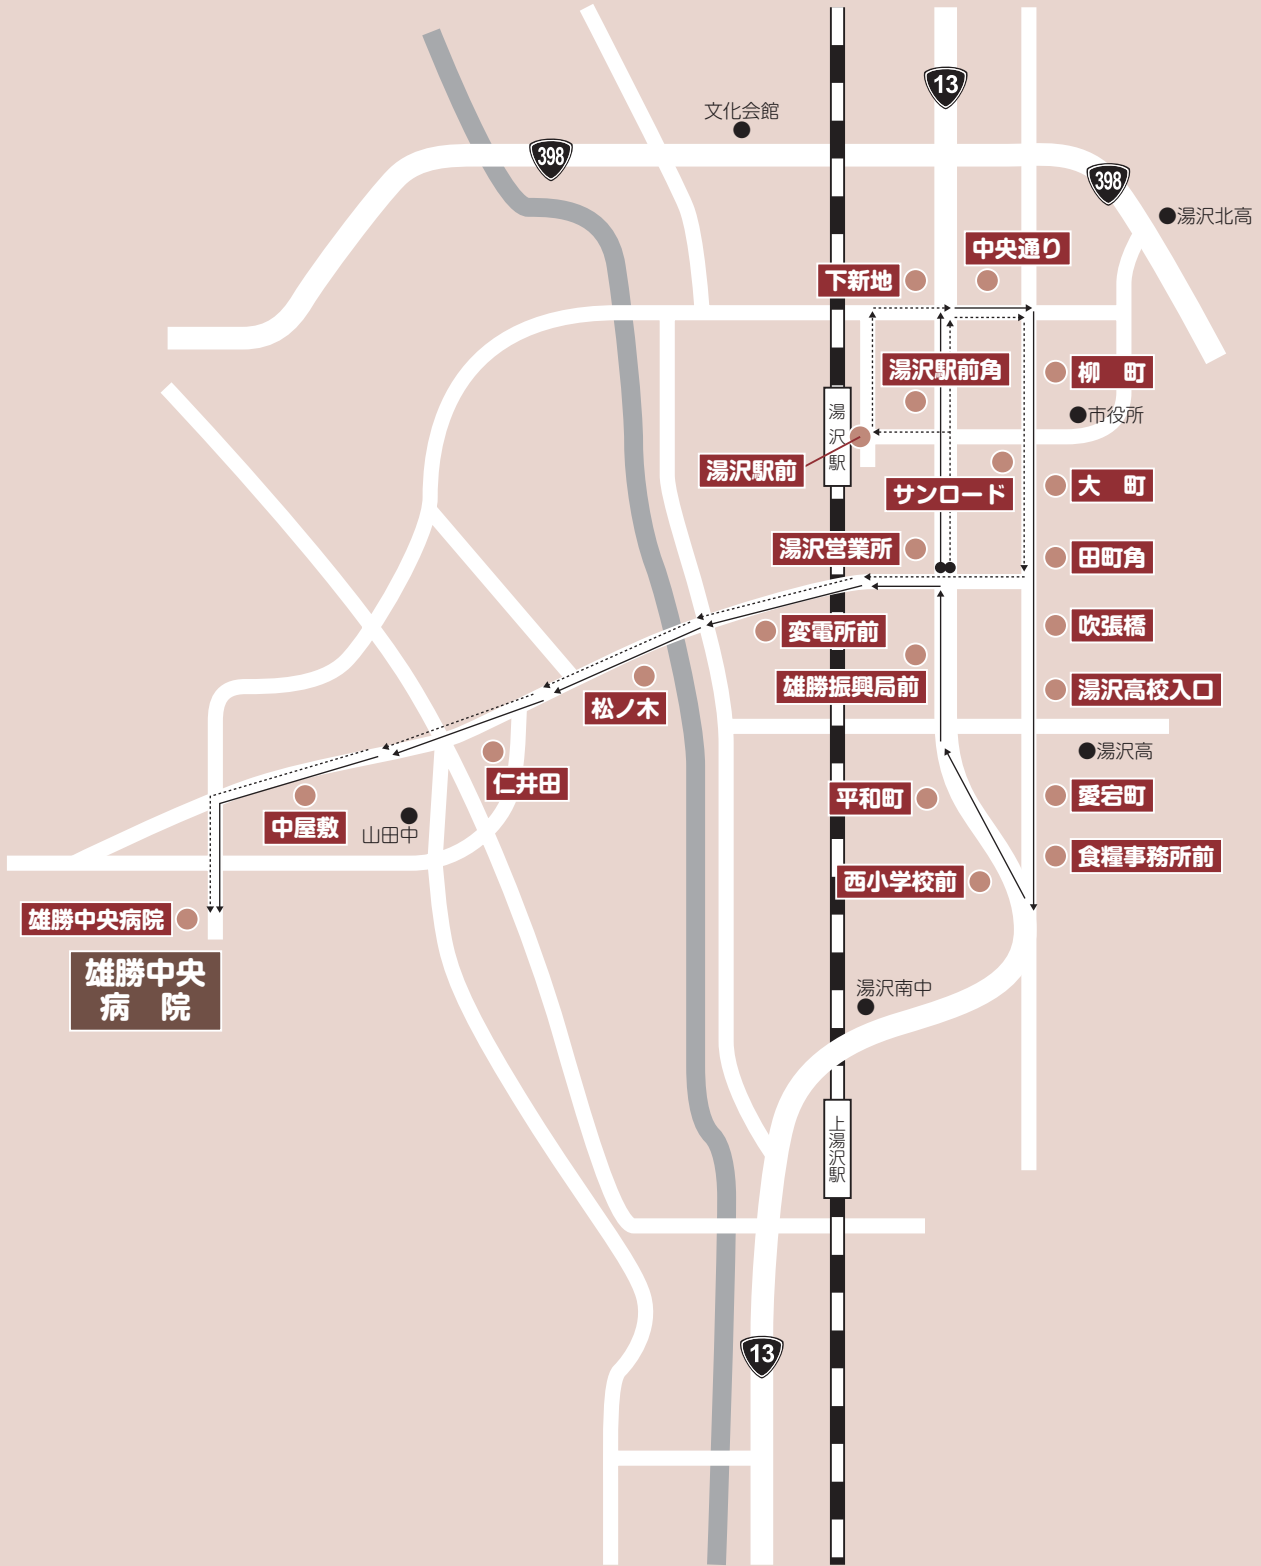 13
文化会館
398
398
湯沢北高
中央通り
下新地
湯沢駅前角
柳　町
湯沢駅
市役所
湯沢駅前
サンロード
大　町
湯沢営業所
田町角
変電所前
吹張橋
雄勝振興局前
湯沢高校入口
松ノ木
湯沢高
仁井田
平和町
愛宕町
中屋敷
山田中
食糧事務所前
西小学校前
雄勝中央病院
雄勝中央
病　院
湯沢南中
上湯沢駅
13